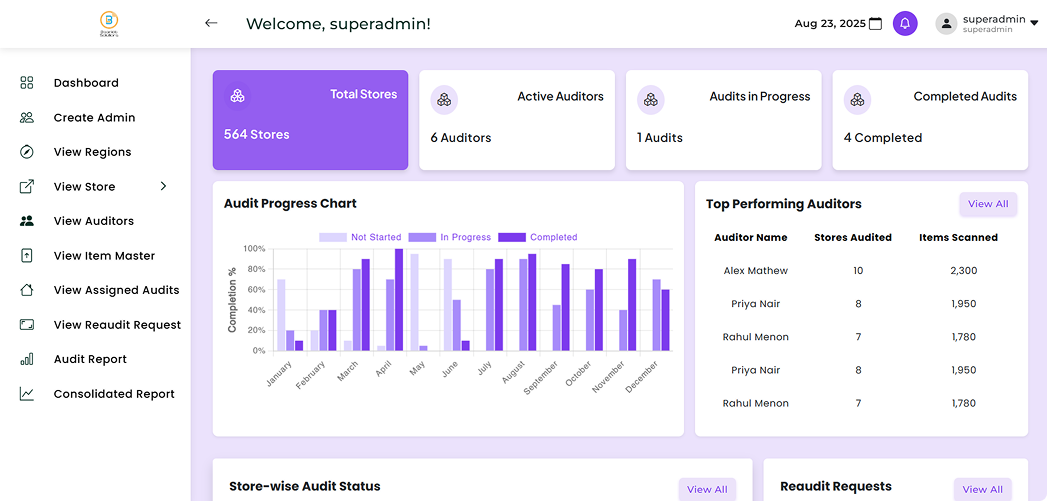 Welcome, superadmin!
Aug 23, 2025
superadmin
superadmin
Dashboard
Create Admin
View Regions
View Store
View Auditors
View Item Master
View Assigned Audits
View Reaudit Request
Audit Report
Consolidated Report
Total Stores
564 Stores
Active Auditors
6 Auditors
Audits in Progress
1 Audits
Completed Audits
4 Completed
Audit Progress Chart
Not Started In Progress Completed
Completion %
100%
80%
60%
40%
20%
0%
January February March April May June July August September October November December
Top Performing Auditors
View All
Auditor Name Stores Audited Items Scanned
Alex Mathew 10 2,300
Priya Nair 8 1,950
Rahul Menon 7 1,780
Priya Nair 8 1,950
Rahul Menon 7 1,780
Store-wise Audit Status
View All
Reaudit Requests
View All